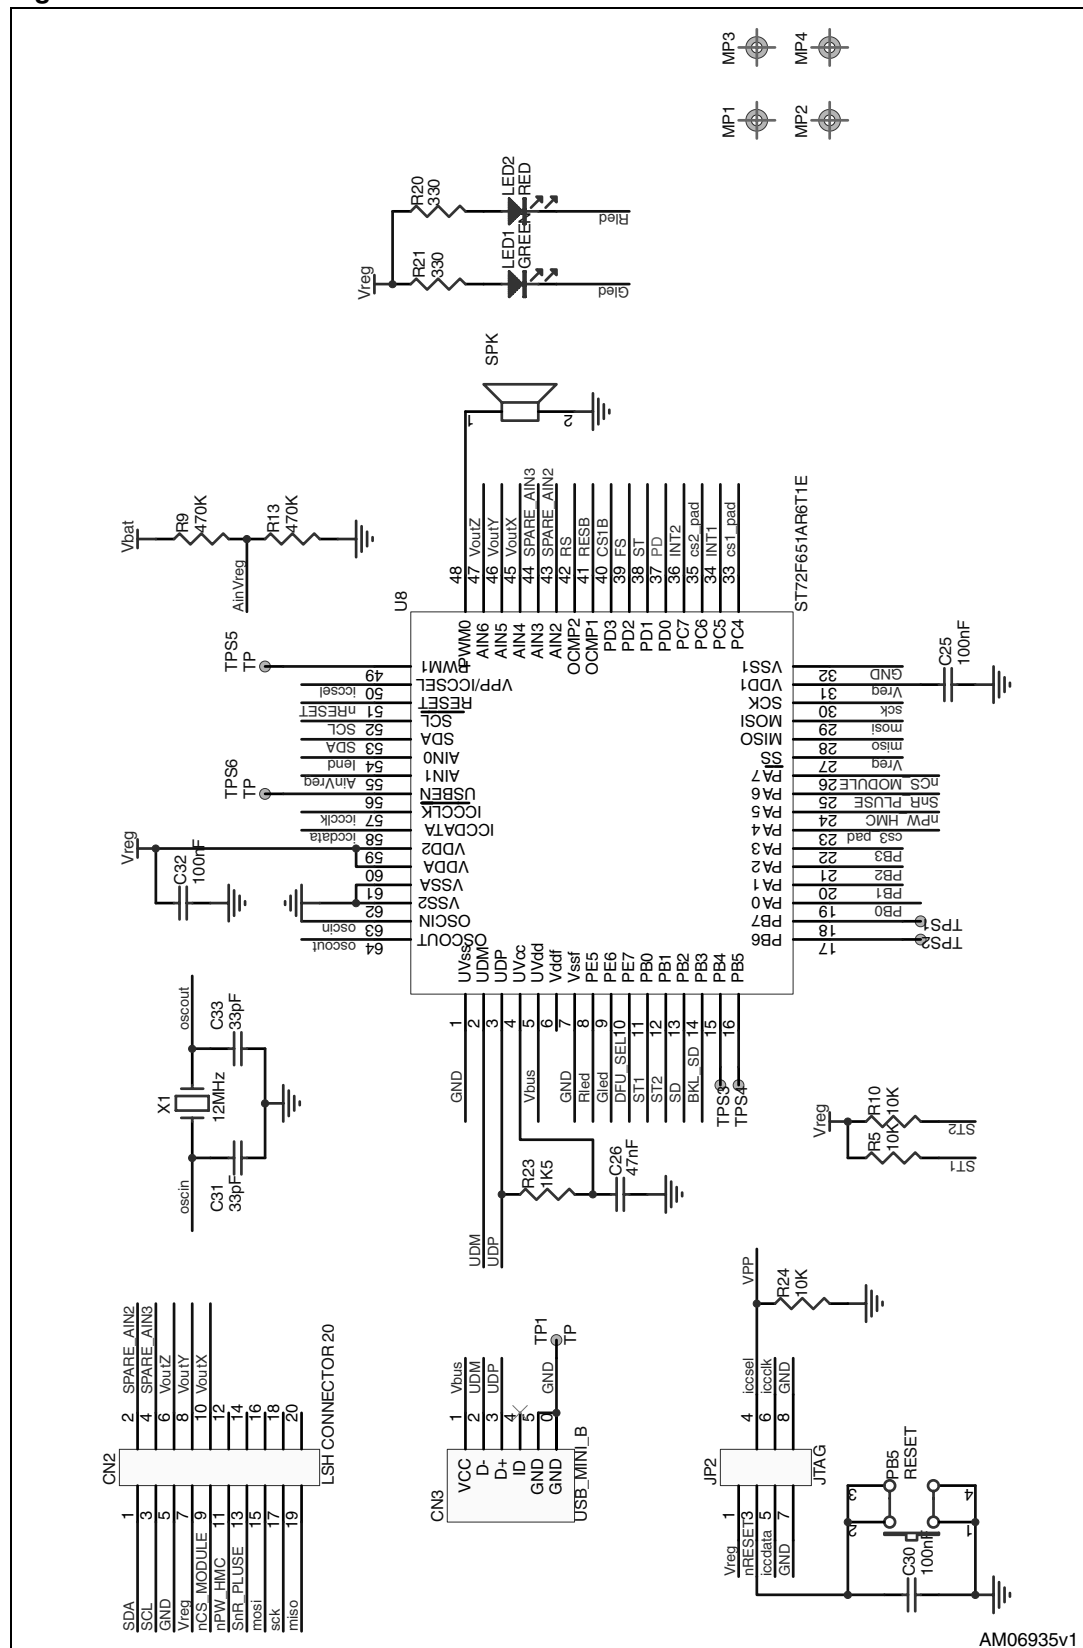 MP3
MP4
MP1
MP2
R20
330
LED2
RED
Rled
R21
330
LED1
GREEN
Gled
Vreg
SPK
1
2
Vbat
R9
470K
R13
470K
AinVreg
U8
ST72F651AR6T1E
48
47 VoutZ
46 VoutY
45 VoutX
44 SPARE_AIN3
43 SPARE_AIN2
42 RS
41 RESB
40 CS1B
39 FS
38 ST
37 PD
36 INT2
35 cs2_pad
34 INT1
33 cs1_pad
PWM0
AIN6
AIN5
AIN4
AIN3
AIN2
OCMP2
OCMP1
PD3
PD2
PD1
PD0
PC7
PC6
PC5
PC4
TPS5
TP
TPS6
TP
49
50 iccsel
51 nRESET
52 SCL
53 SDA
54 lend
55 AinVreg
56
57 iccclk
58 iccdata
59
60
61
62
63 oscin
64 oscout
PWM1
VPP/ICCSEL
RESET
SCL
SDA
AIN0
AIN1
USBEN
ICCCLK
ICCDATA
VDD2
VDDA
VSSA
VSS2
OSCIN
OSCOUT
VSS1
VDD1
SCK
MOSI
MISO
SS
PA7
PA6
PA5
PA4
PA3
PA2
PA1
PA0
PB7
PB6
32 GND
31 Vreg
30 sck
29 mosi
28 miso
27 Vreg
26 nCS_MODULE
25 SnR_PLUSE
24 nPW_HMC
23 cs3_pad
22 PB3
21 PB2
20 PB1
19 PB0
18
17
TPS1
TPS2
C25
100nF
Vreg
C32
100nF
UVss
UDM
UDP
UVcc
UVdd
Vddf
Vssf
PE5
PE6
PE7
PB0
PB1
PB2
PB3
PB4
PB5
1 GND
2
3
4
5 Vbus
6
7 GND
8 Rled
9 Gled
10 DFU_SEL
11 ST1
12 ST2
13 SD
14 BKL_SD
15
16
TPS3
TPS4
oscout
C33
33pF
X1
12MHz
C31
33pF
oscin
R23
1K5
C26
47nF
UDM
UDP
Vreg
R10
10K
R5
10K
ST2
ST1
CN2
LSH CONNECTOR 20
2 SPARE_AIN2
4 SPARE_AIN3
6 VoutZ
8 VoutY
10 VoutX
12
14
16
18
20
1 SDA
3 SCL
5 GND
7 Vreg
9 nCS_MODULE
11 nPW_HMC
13 SnR_PLUSE
15 mosi
17 sck
19 miso
CN3
USB_MINI_B
1 Vbus
2 UDM
3 UDP
4
5
0
GND
VCC
D-
D+
ID
GND
GND
TP1
TP
VPP
R24
10K
JP2
JTAG
4 iccsel
6 iccclk
8 GND
1 Vreg
3 nRESET
5 iccdata
7 GND
PB5
RESET
3
2
4
1
C30
100nF
AM06935v1